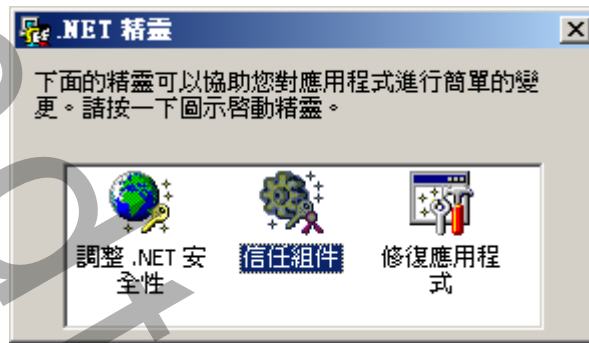 .NET 精靈
下面的精靈可以協助您對應用程式進行簡單的變
更。請按一下圖示啓動精靈。
調整 .NET 安
全性
信任組件
修復應用程
式